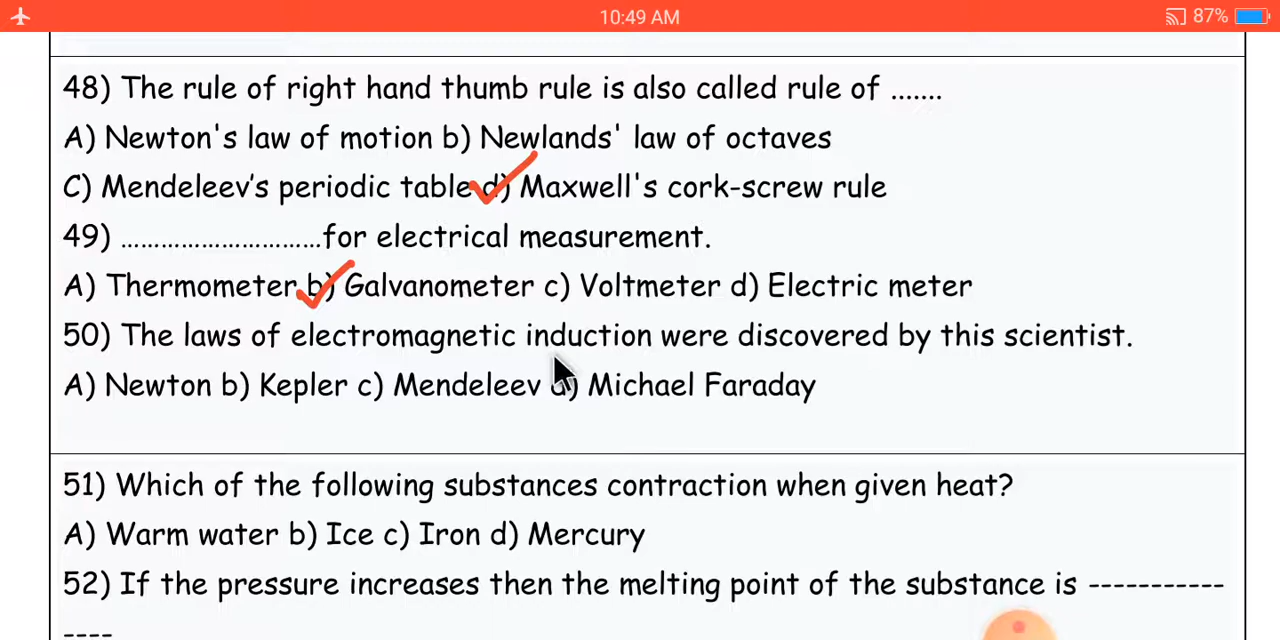 10:49 AM
87%
48) The rule of right hand thumb rule is also called rule of .......
A) Newton's law of motion b) Newlands' law of octaves
C) Mendeleev's periodic table d) Maxwell's cork-screw rule
49) ..............................for electrical measurement.
A) Thermometer b) Galvanometer c) Voltmeter d) Electric meter
50) The laws of electromagnetic induction were discovered by this scientist.
A) Newton b) Kepler c) Mendeleev d) Michael Faraday
51) Which of the following substances contraction when given heat?
A) Warm water b) Ice c) Iron d) Mercury
52) If the pressure increases then the melting point of the substance is ------------
----